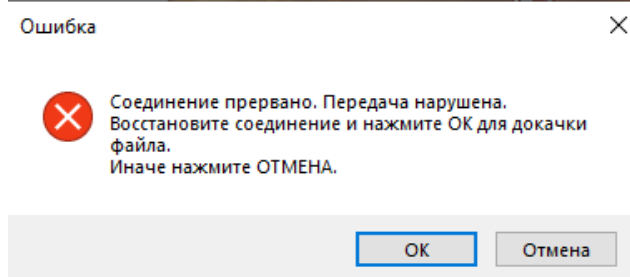 Ошибка
Соединение прервано. Передача нарушена.
Восстановите соединение и нажмите ОК для докачки
файла.
Иначе нажмите ОТМЕНА.
ОК
Отмена